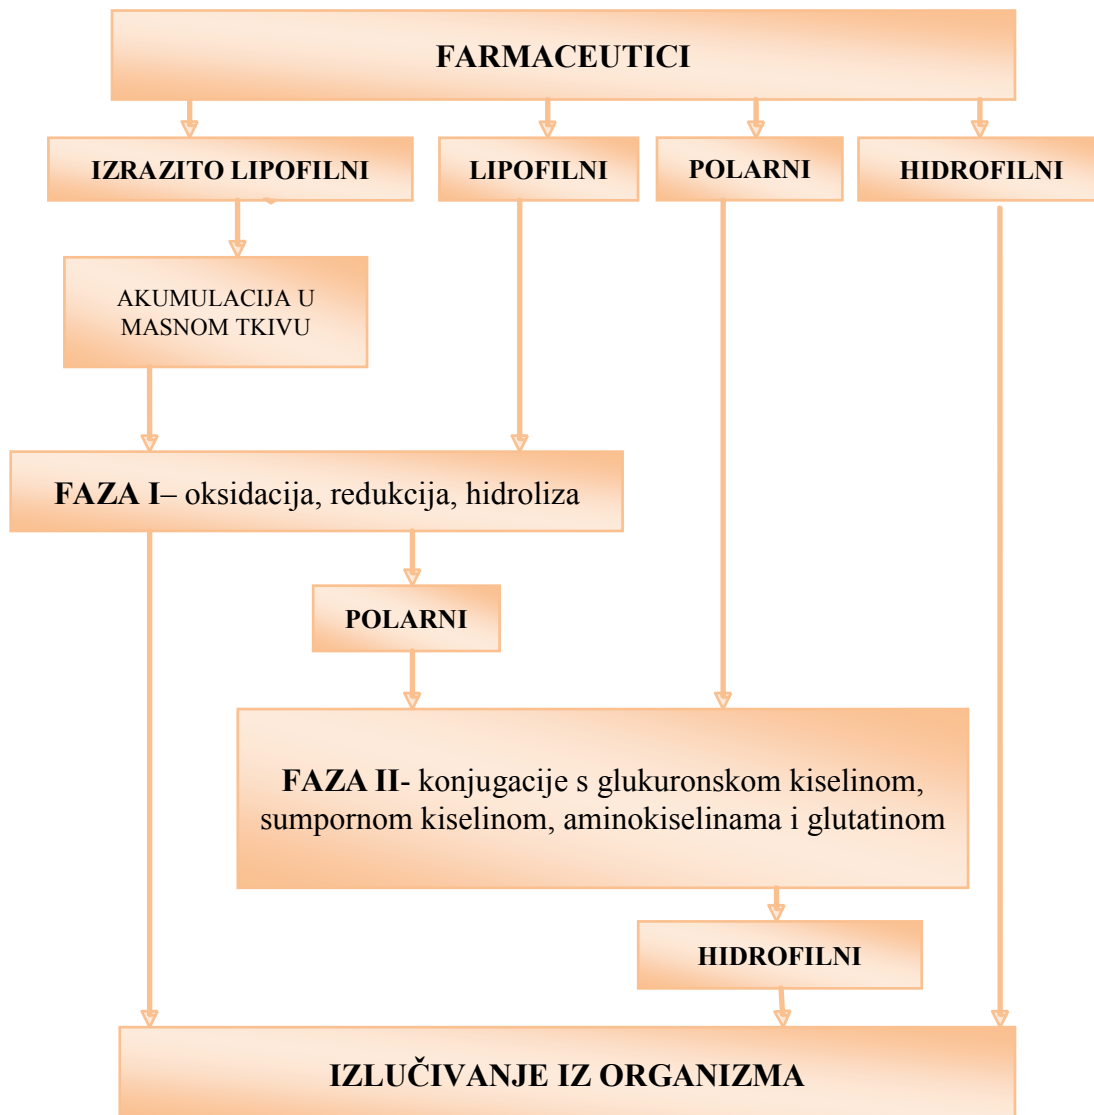 FARMACEUTICI
IZRAZITO LIPOFILNI
LIPOFILNI
POLARNI
HIDROFILNI
AKUMULACIJA U
MASNOM TKIVU
FAZA I– oksidacija, redukcija, hidroliza
POLARNI
FAZA II- konjugacije s glukuronskom kiselinom,
sumpornom kiselinom, aminokiselinama i glutatinom
HIDROFILNI
IZLUČIVANJE IZ ORGANIZMA